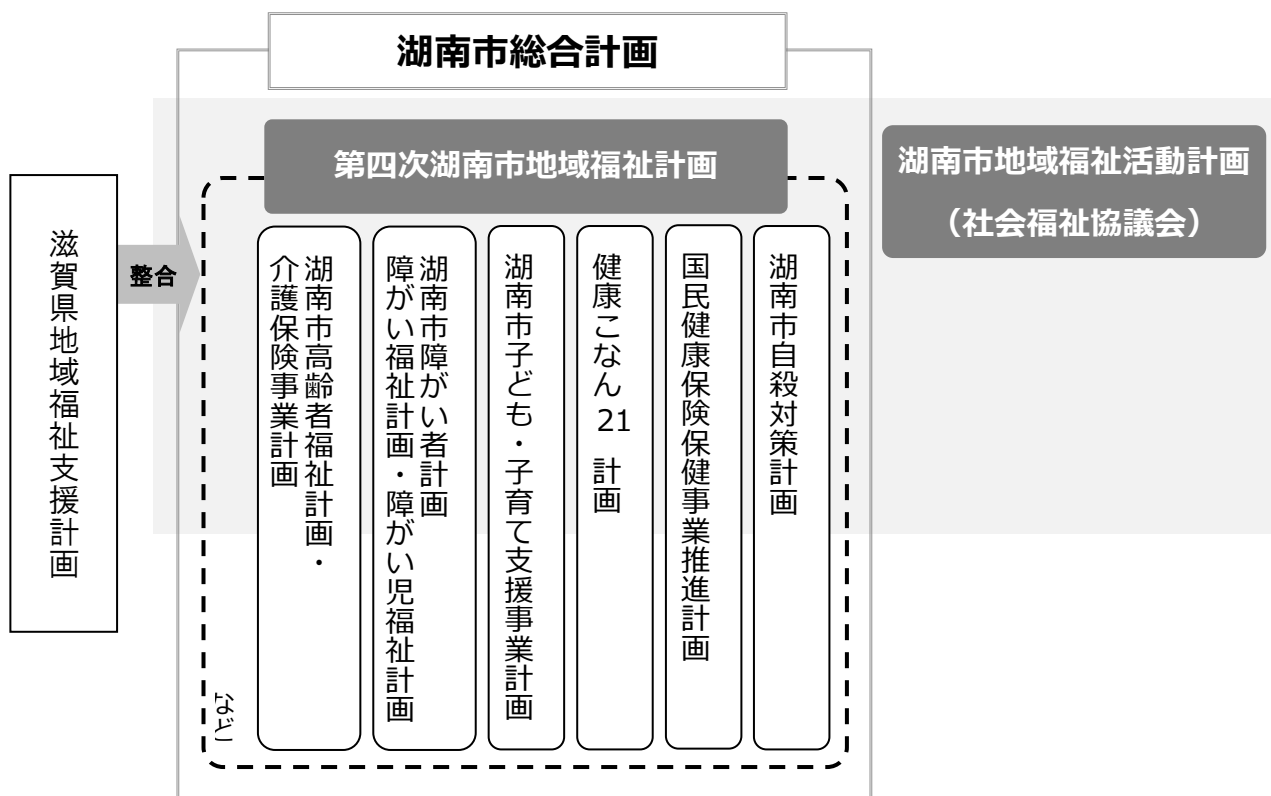 湖南市総合計画
第四次湖南市地域福祉計画
湖南市地域福祉活動計画
（社会福祉協議会）
滋賀県地域福祉支援計画
整合
湖南市自殺対策計画
国民健康保険保健事業推進計画
健康こなん21計画
湖南市子ども・子育て支援事業計画
湖南市障がい者計画
障がい福祉計画・障がい児福祉計画
湖南市高齢者福祉計画・
介護保険事業計画
など